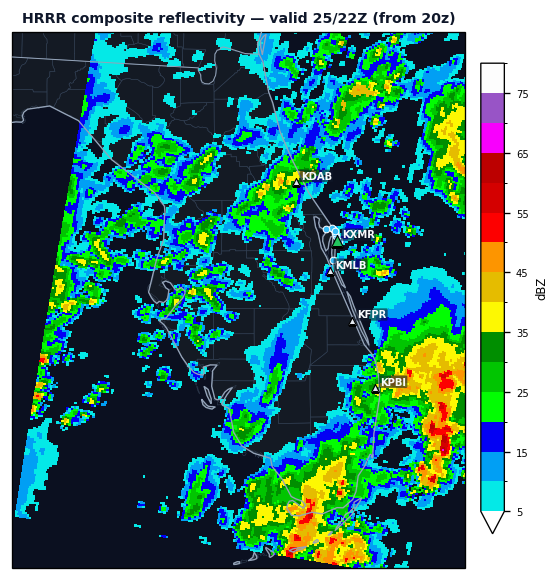 HRRR composite reflectivity — valid 25/22Z (from 20z)
KDAB
KXMR
KMLB
KFPR
KPBI
75
65
55
45
35
25
15
5
dBZ